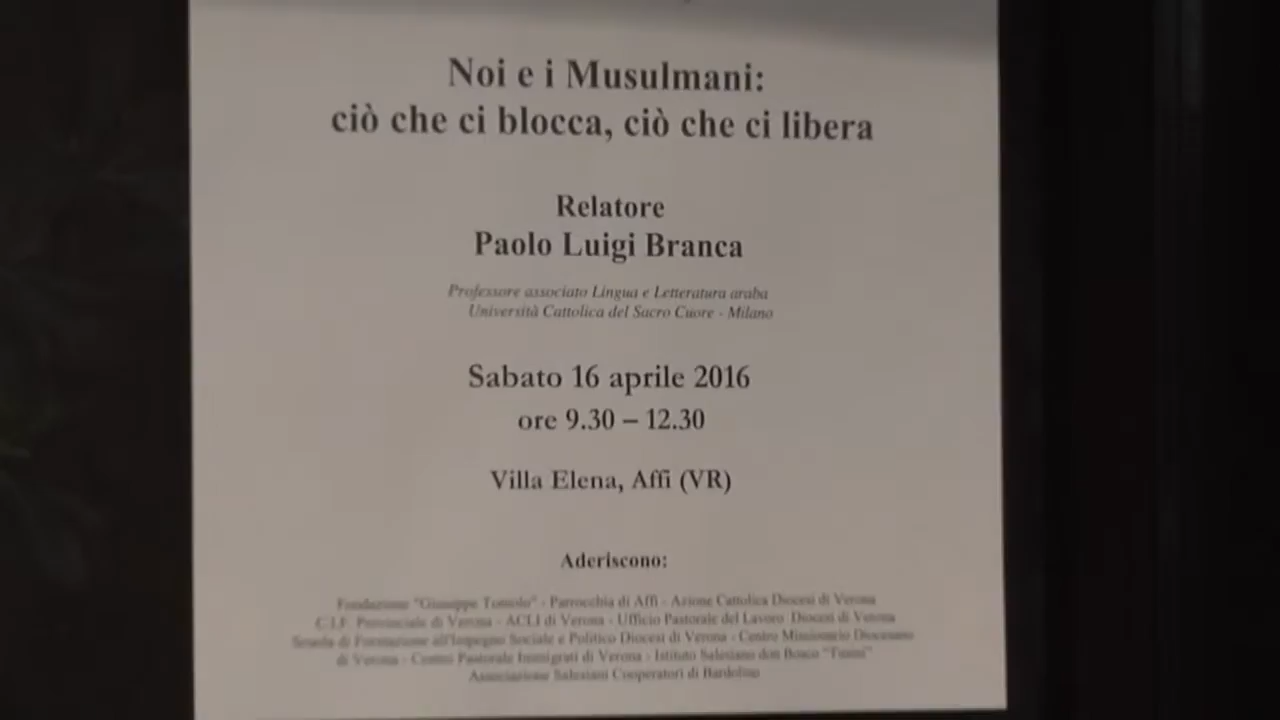 Noi e i Musulmani:
ciò che ci blocca, ciò che ci libera
Relatore
Paolo Luigi Branca
Professore associato Lingua e Letteratura araba
Università Cattolica del Sacro Cuore - Milano
Sabato 16 aprile 2016
ore 9.30 – 12.30
Villa Elena, Affi (VR)
Aderiscono:
Fondazione "Giuseppe Toniolo" - Parrocchia di Affi - Azione Cattolica Diocesi di Verona
C.I.F. Provinciale di Verona - ACLI di Verona - Ufficio Pastorale del Lavoro Diocesi di Verona
Scuola di Formazione all'Impegno Sociale e Politico Diocesi di Verona - Centro Missionario Diocesano
di Verona - Centro Pastorale Immigrati di Verona - Istituto Salesiano don Bosco
Associazione Salesiani Cooperatori di Bardolino